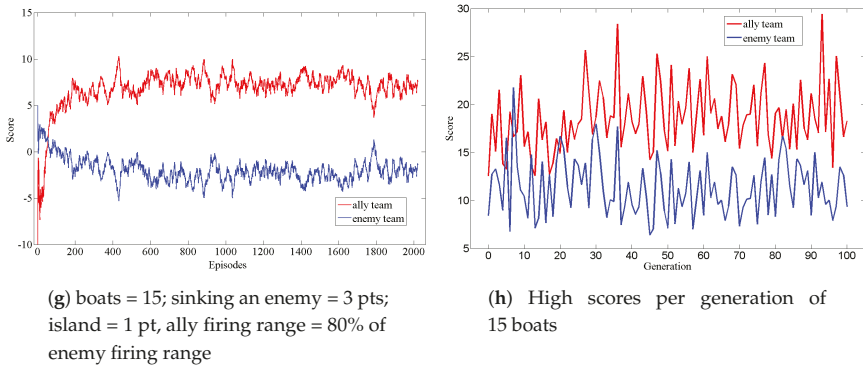 15
10
5
0
-5
-10
Score
0 200 400 600 800 1000 1200 1400 1600 1800 2000
Episodes
ally team
enemy team
(g) boats = 15; sinking an enemy = 3 pts;
island = 1 pt, ally firing range = 80% of
enemy firing range
30
25
20
15
10
5
Score
0 10 20 30 40 50 60 70 80 90 100
Generation
ally team
enemy team
(h) High scores per generation of
15 boats